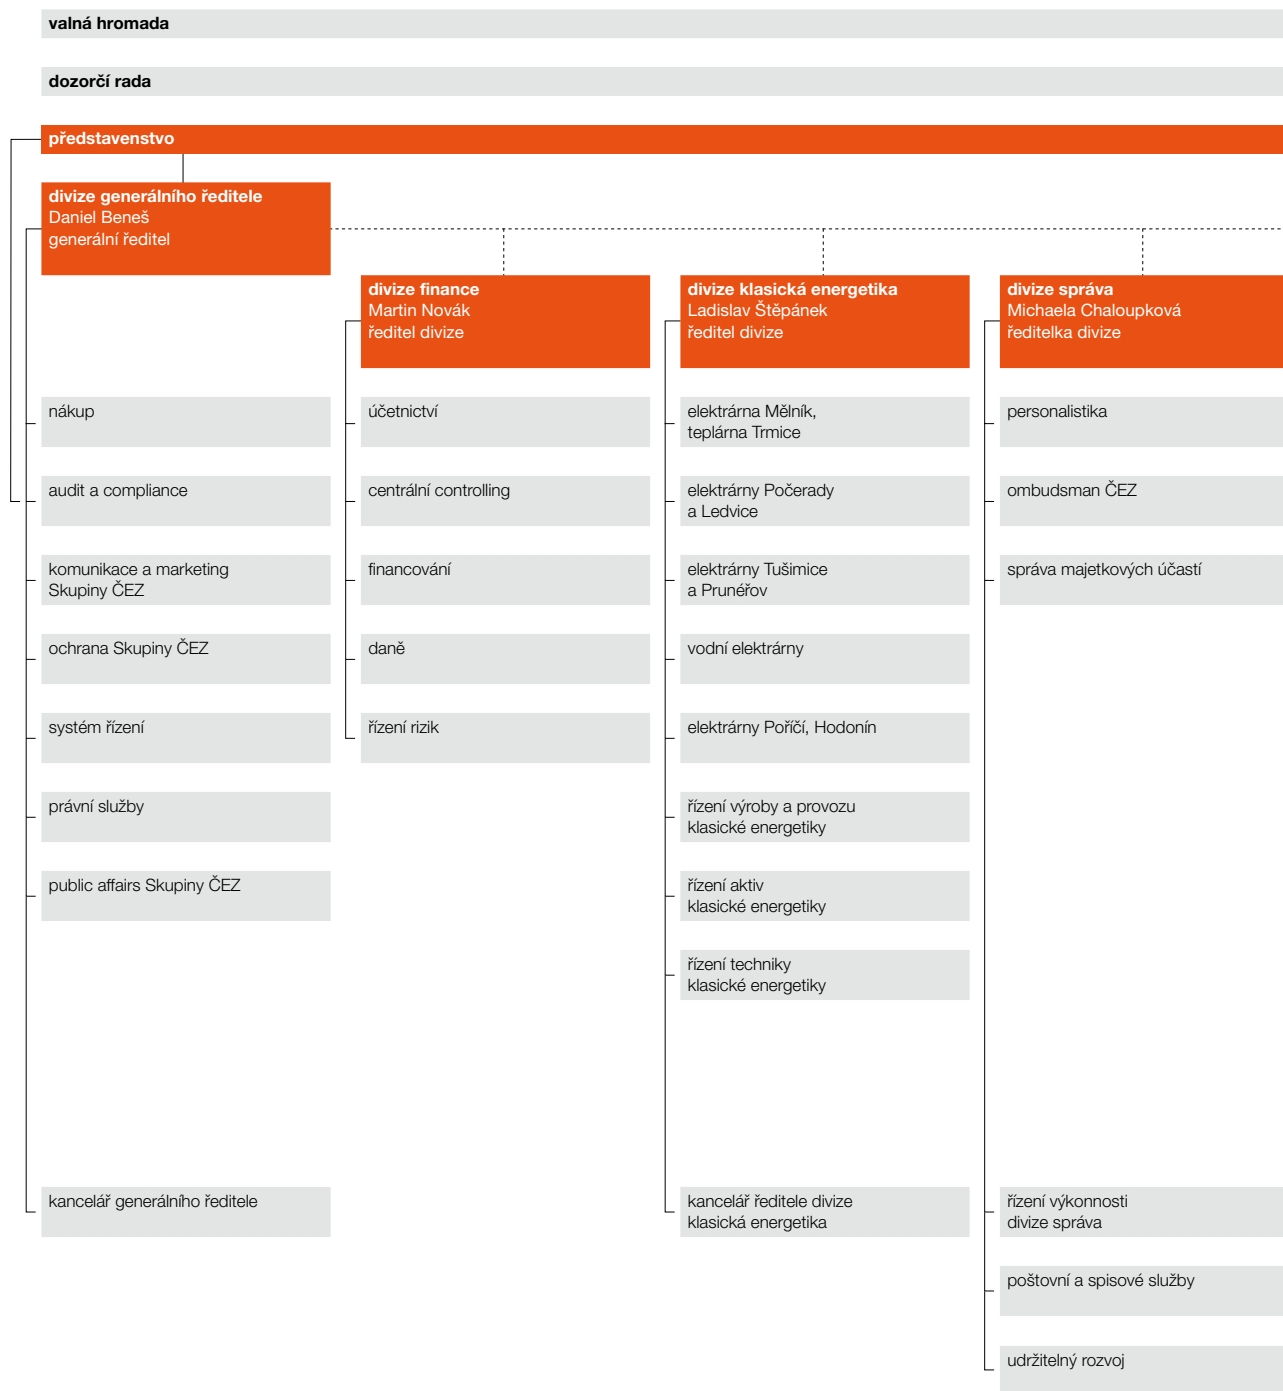 valná hromada
dozorčí rada
představenstvo
divize generálního ředitele
Daniel Beneš
generální ředitel
divize finance
Martin Novák
ředitel divize
divize klasická energetika
Ladislav Štěpánek
ředitel divize
divize správa
Michaela Chaloupková
ředitelka divize
nákup
audit a compliance
komunikace a marketing
Skupiny ČEZ
ochrana Skupiny ČEZ
systém řízení
právní služby
public affairs Skupiny ČEZ
kancelář generálního ředitele
účetnictví
centrální controlling
financování
daně
řízení rizik
elektrárna Mělník,
teplárna Trmice
elektrárny Počerady
a Ledvice
elektrárny Tušimice
a Prunéřov
vodní elektrárny
elektrárny Poříčí, Hodonín
řízení výroby a provozu
klasické energetiky
řízení aktiv
klasické energetiky
řízení techniky
klasické energetiky
kancelář ředitele divize
klasická energetika
personalistika
ombudsman ČEZ
správa majetkových účastí
řízení výkonnosti
divize správa
poštovní a spisové služby
udržitelný rozvoj